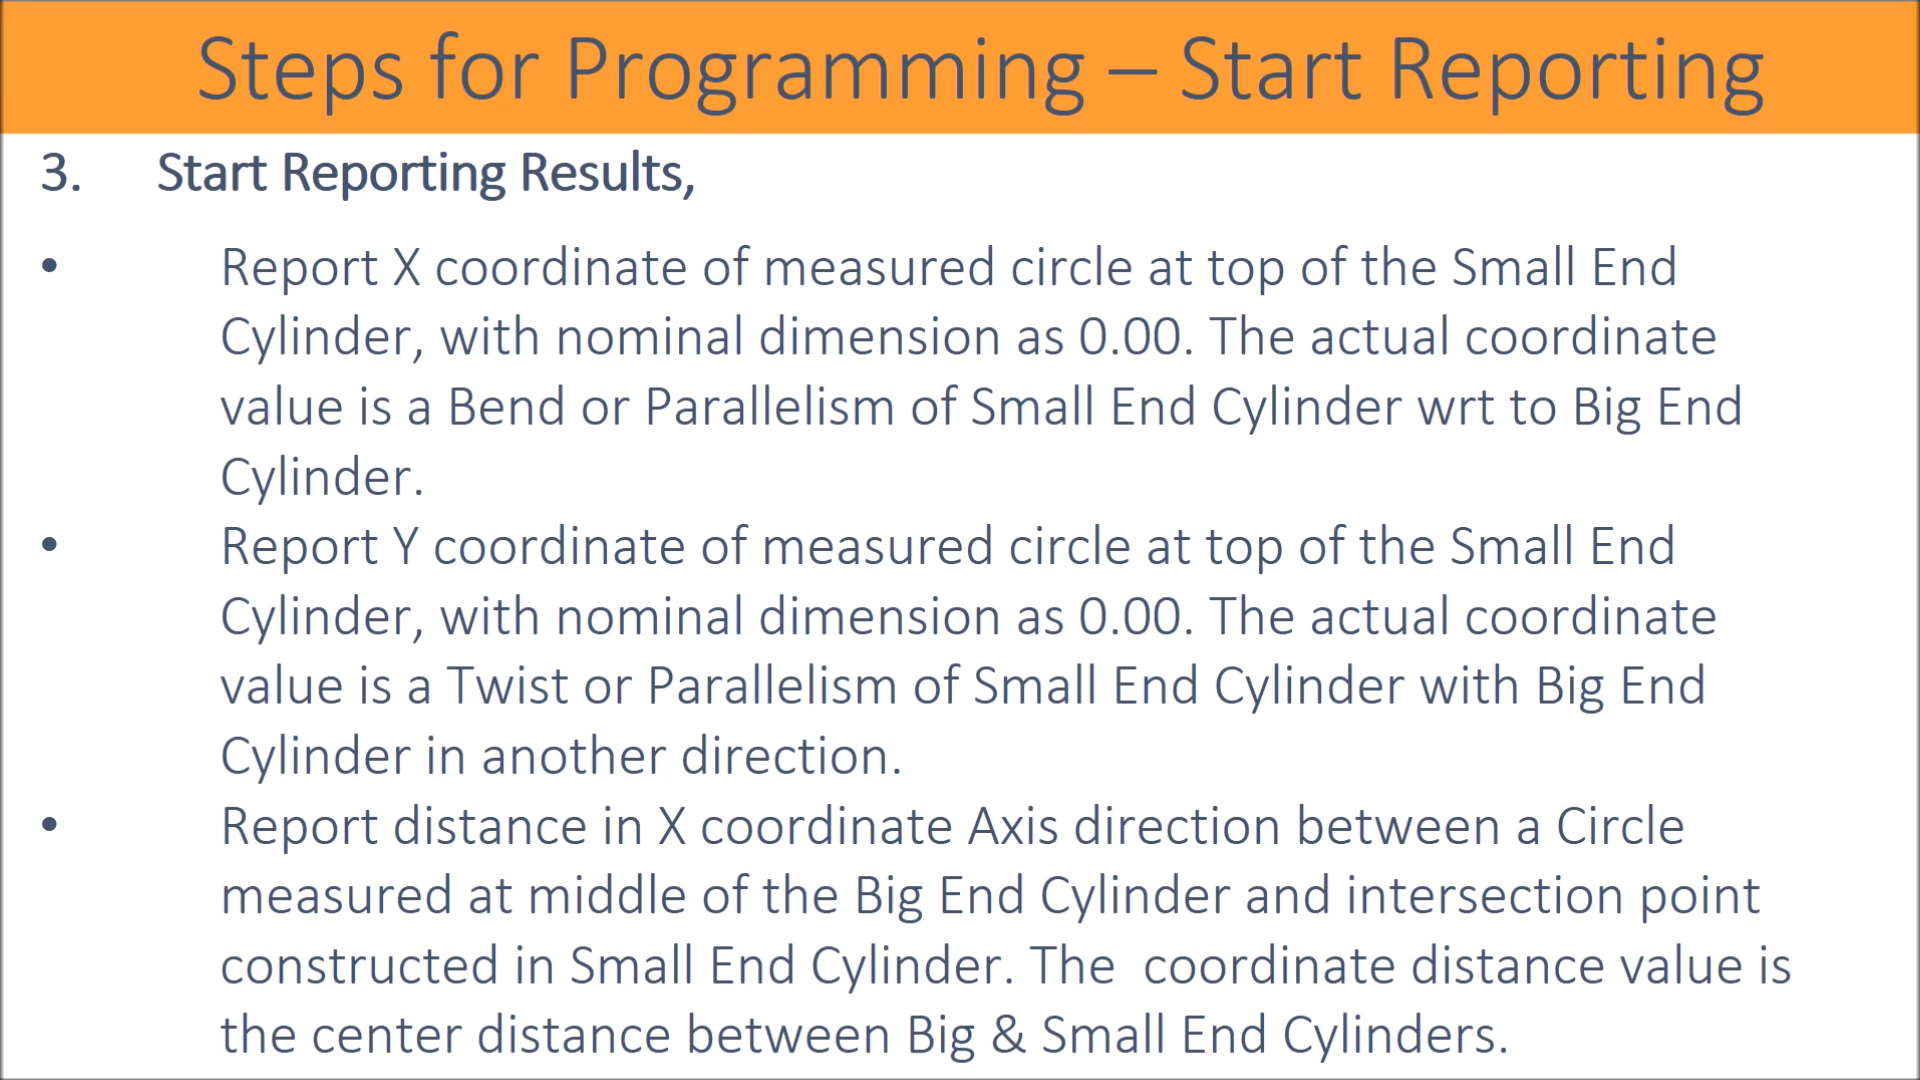 Steps for Programming – Start Reporting
3. Start Reporting Results,
• Report X coordinate of measured circle at top of the Small End
Cylinder, with nominal dimension as 0.00. The actual coordinate
value is a Bend or Parallelism of Small End Cylinder wrt to Big End
Cylinder.
• Report Y coordinate of measured circle at top of the Small End
Cylinder, with nominal dimension as 0.00. The actual coordinate
value is a Twist or Parallelism of Small End Cylinder with Big End
Cylinder in another direction.
• Report distance in X coordinate Axis direction between a Circle
measured at middle of the Big End Cylinder and intersection point
constructed in Small End Cylinder. The  coordinate distance value is
the center distance between Big & Small End Cylinders.